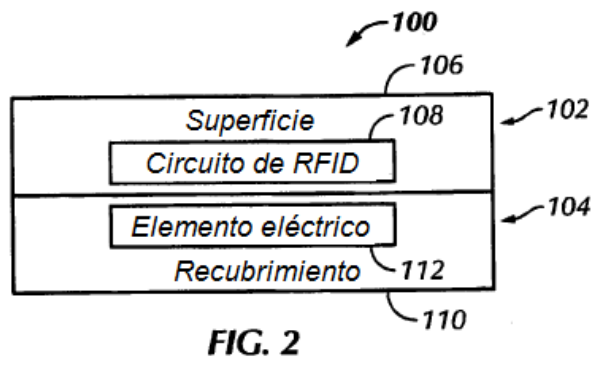 100
106
Superficie
108
102
Circuito de RFID
Elemento eléctrico
104
Recubrimiento
112
110
FIG. 2